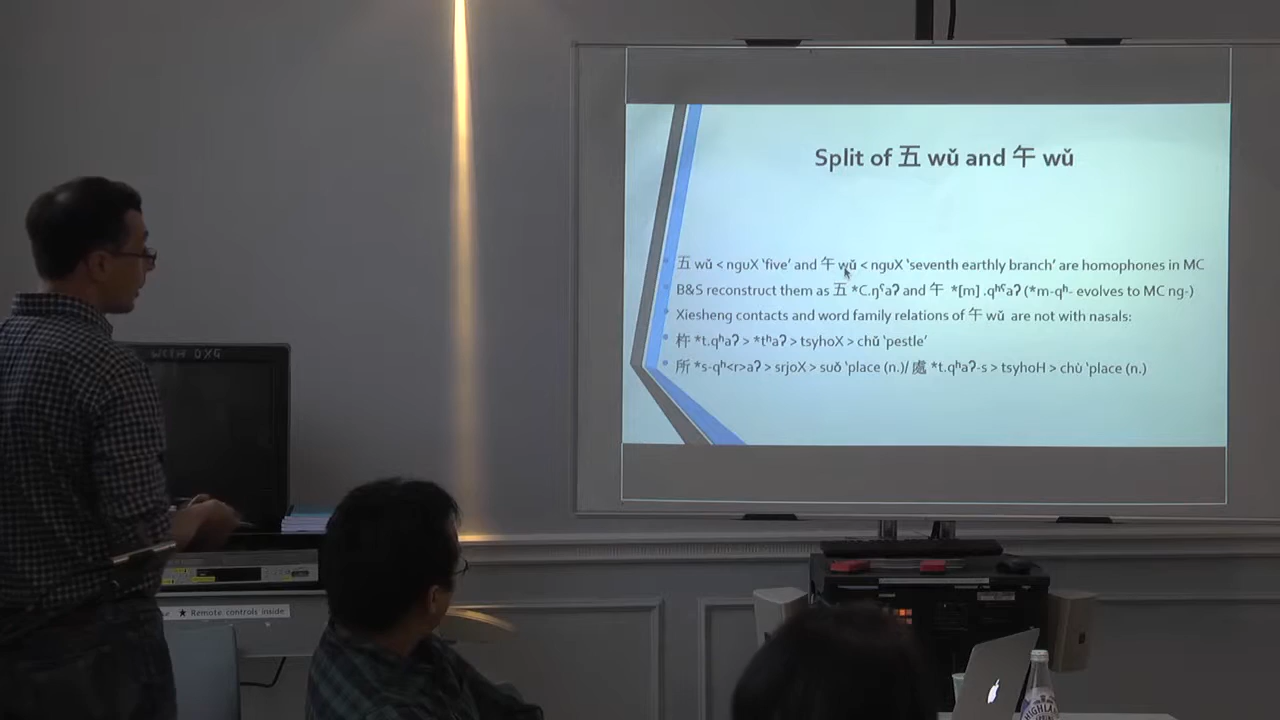 Split of 五 wǔ and 午 wǔ
五 wǔ < nguX ‘five’ and 午 wǔ < nguX ‘seventh earthly branch’ are homophones in MC
B&S reconstruct them as 五 *C.ŋˤaʔ and 午 *[m] .qʰˤaʔ (*m-qʰ- evolves to MC ng-)
Xiesheng contacts and word family relations of 午 wǔ are not with nasals:
杵 *t.qʰaʔ > *tʰaʔ > tsyhoX > chǔ ‘pestle’
所 *s-qʰ<r>aʔ > srjoX > suǒ ‘place (n.)/ 處 *t.qʰaʔ-s > tsyhoH > chù ‘place (n.)
★ Remote controls inside
HIGHLA